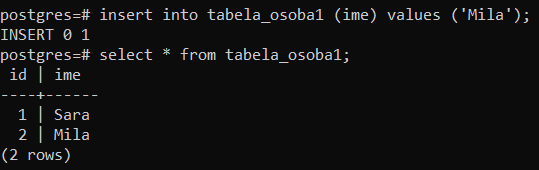 postgres=# insert into tabela_osoba1 (ime) values ('Mila');
INSERT 0 1
postgres=# select * from tabela_osoba1;
 id | ime
----+------
  1 | Sara
  2 | Mila
(2 rows)